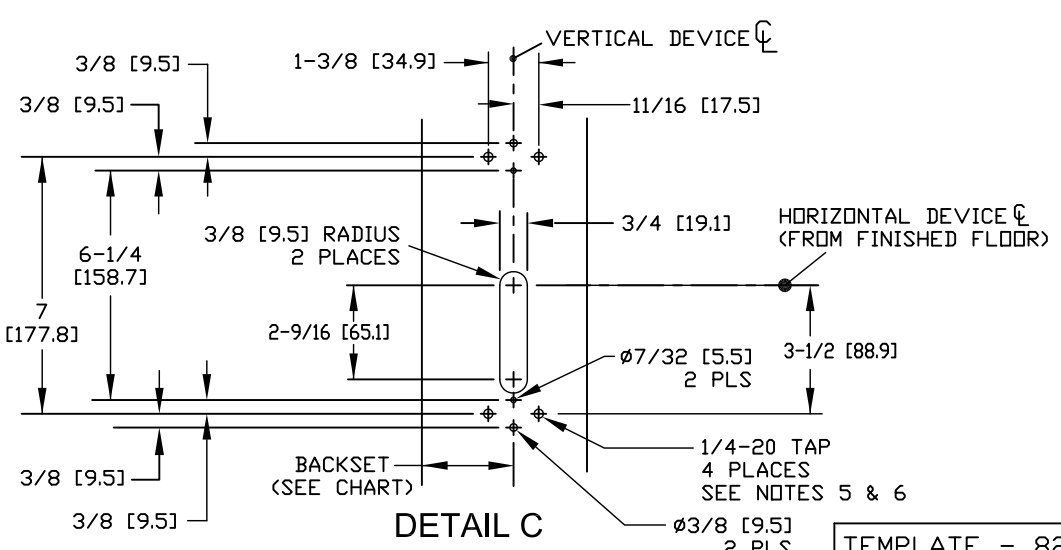 VERTICAL DEVICE ℄
3/8 [9.5]
1-3/8 [34.9]
3/8 [9.5]
11/16 [17.5]
3/4 [19.1]
HORIZONTAL DEVICE ℄
(FROM FINISHED FLOOR)
3/8 [9.5] RADIUS
2 PLACES
6-1/4
[158.7]
7
[177.8]
2-9/16 [65.1]
3-1/2 [88.9]
ø7/32 [5.5]
2 PLS
1/4-20 TAP
4 PLACES
SEE NOTES 5 & 6
BACKSET
(SEE CHART)
3/8 [9.5]
3/8 [9.5]
DETAIL C
ø3/8 [9.5]
2 PLS
TEMPLATE - 82